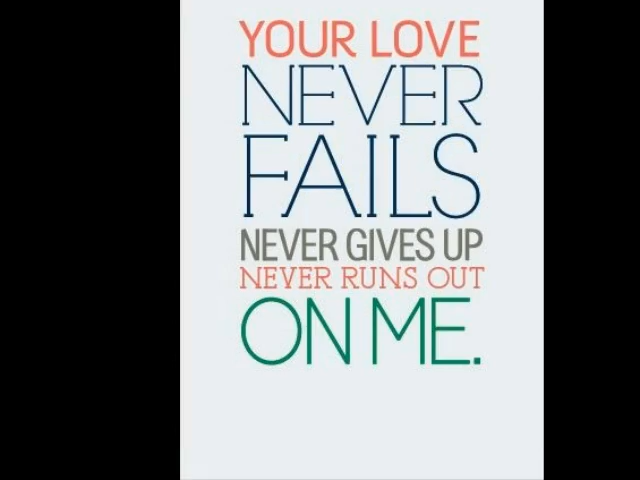 YOUR LOVE
NEVER
FAILS
NEVER GIVES UP
NEVER RUNS OUT
ON ME.